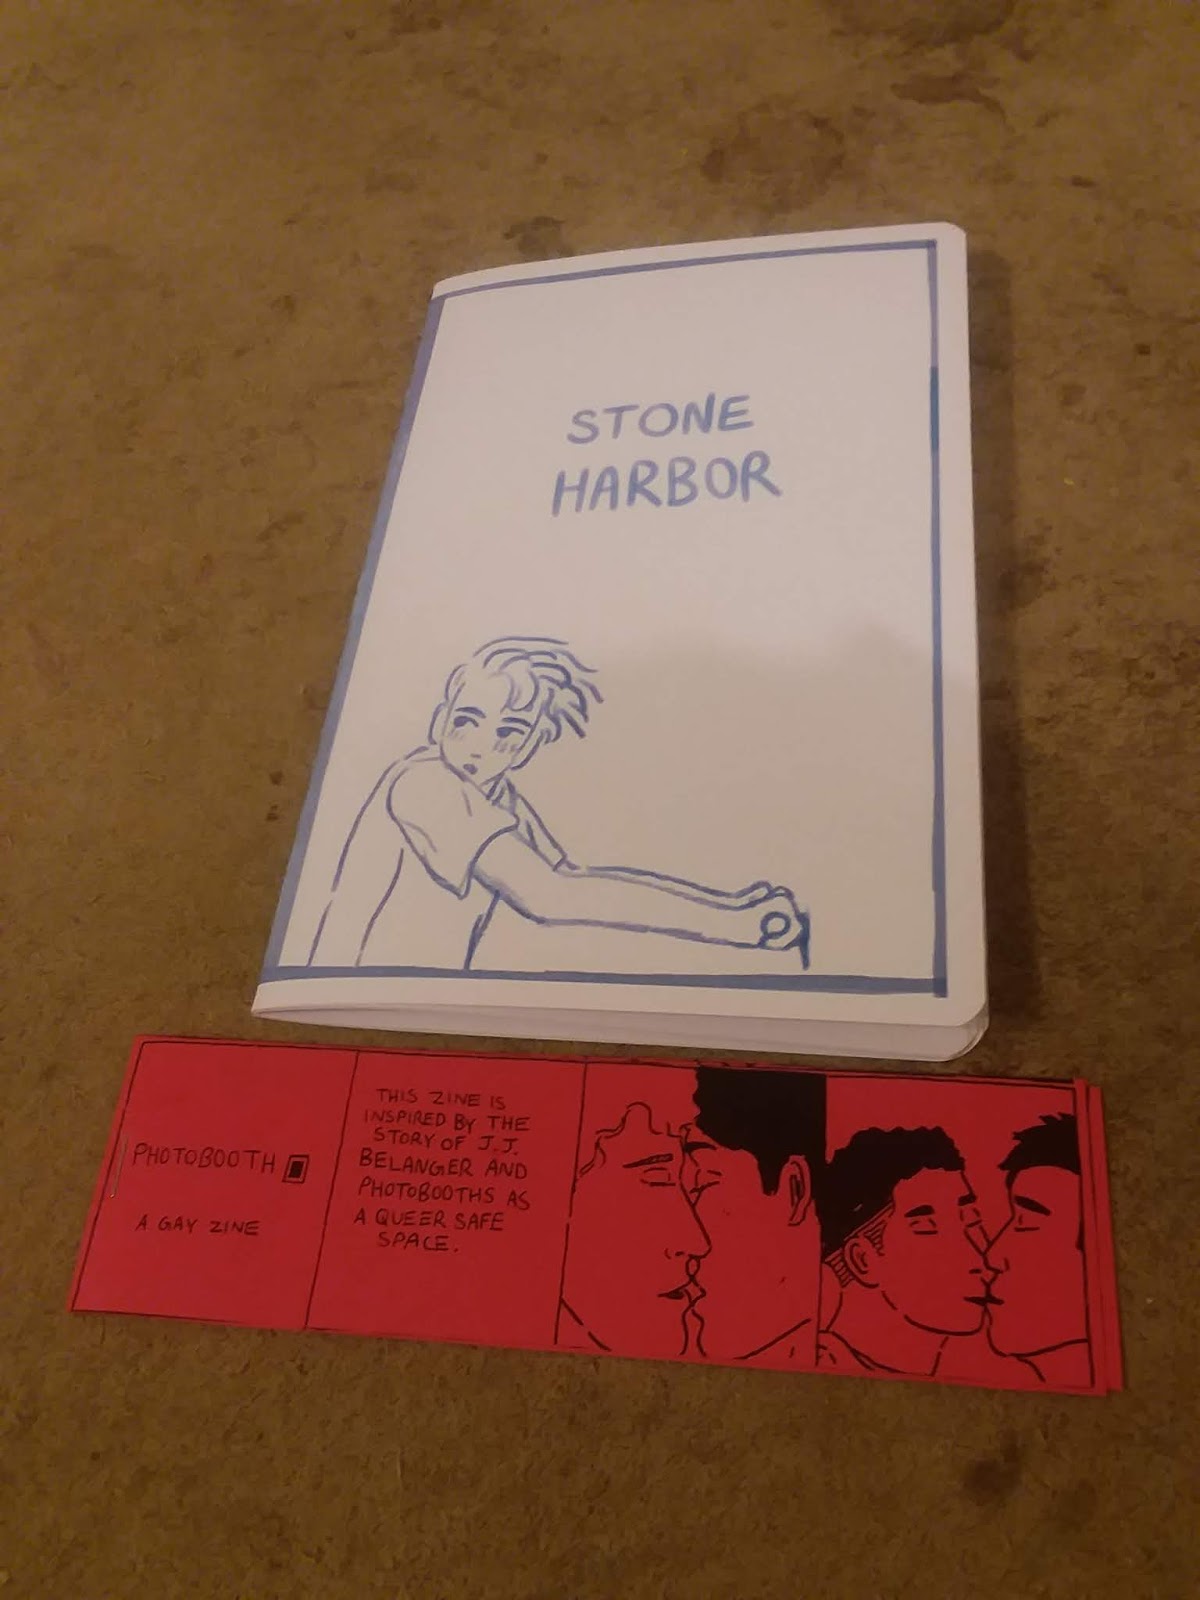 STONE
HARBOR
PHOTOBOOTH
A GAY ZINE
THIS ZINE IS
INSPIRED BY THE
STORY OF J.J.
BELANGER AND
PHOTOBOOTHS AS
A QUEER SAFE
SPACE.